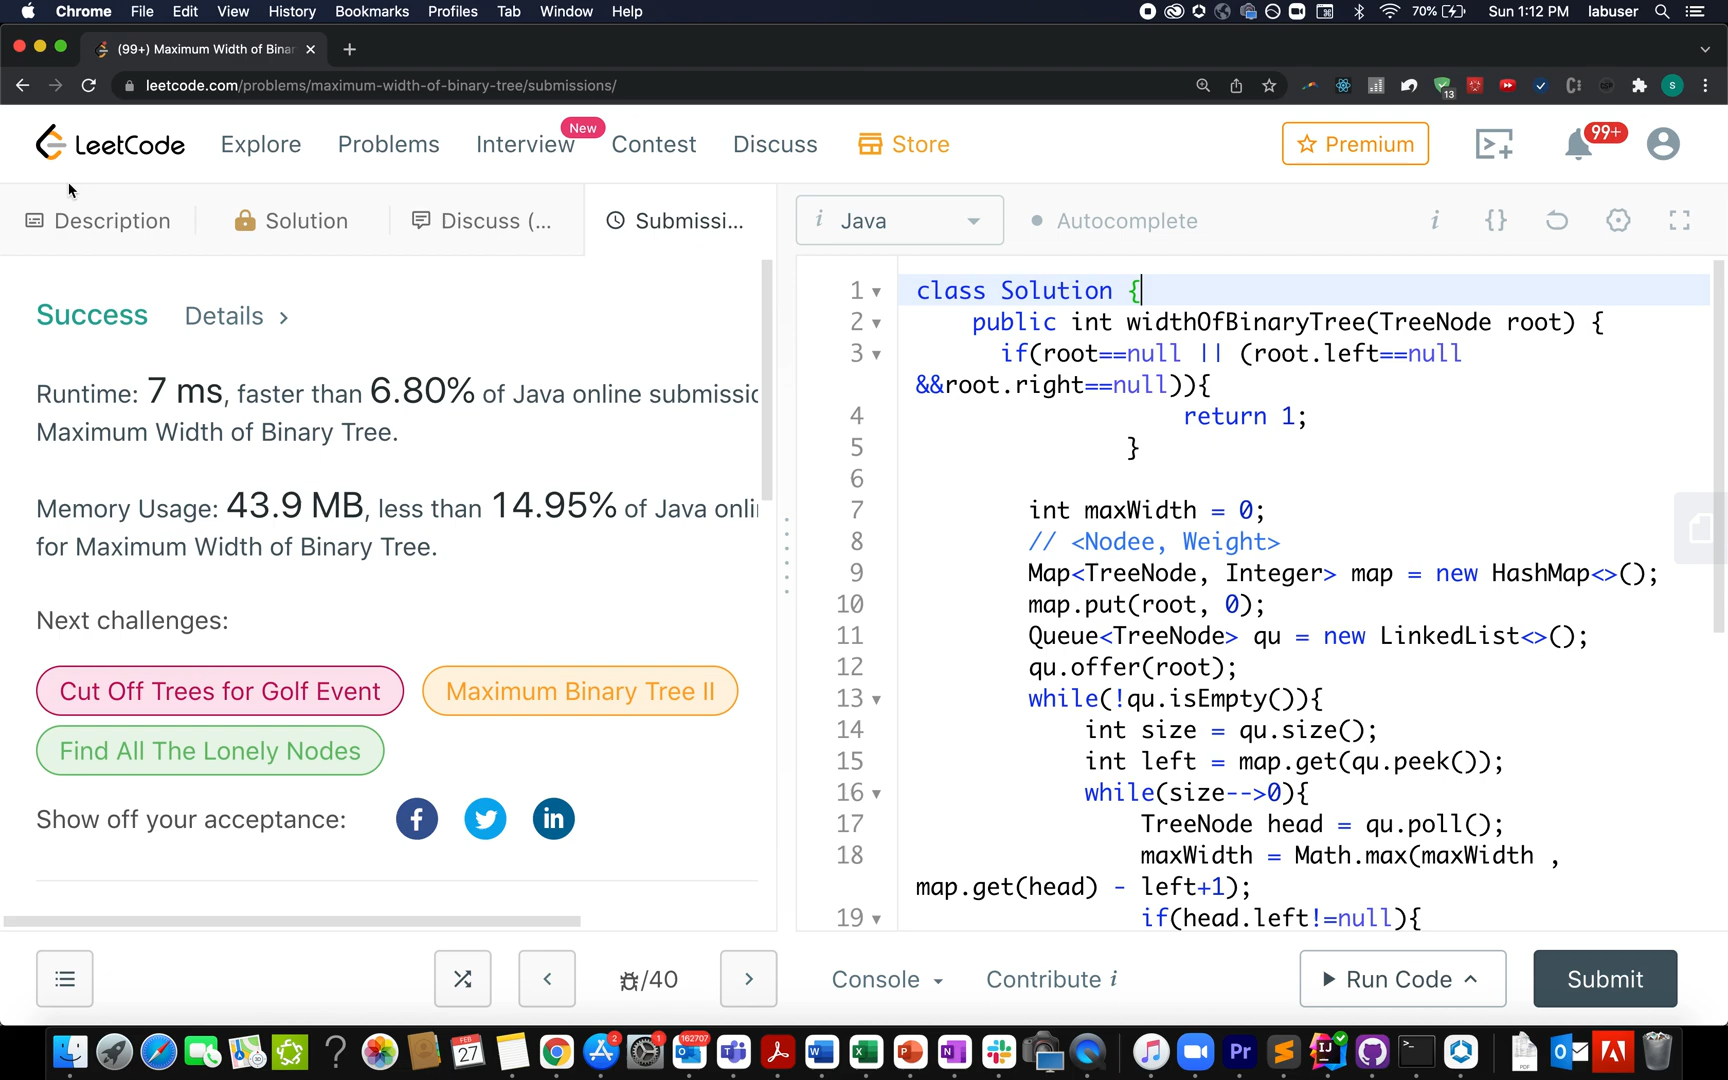 Chrome File Edit View History Bookmarks Profiles Tab Window Help 70% Sun 1:12 PM labuser
(99+) Maximum Width of Binar
leetcode.com/problems/maximum-width-of-binary-tree/submissions/
13
S
LeetCode Explore Problems Interview New Contest Discuss Store Premium 99+
Description Solution Discuss (... Submissi...
i Java Autocomplete i {}
Success Details >
Runtime: 7 ms, faster than 6.80% of Java online submissio
Maximum Width of Binary Tree.
Memory Usage: 43.9 MB, less than 14.95% of Java onli
for Maximum Width of Binary Tree.
Next challenges:
Cut Off Trees for Golf Event Maximum Binary Tree II
Find All The Lonely Nodes
Show off your acceptance: f in
1 class Solution {
2 public int widthOfBinaryTree(TreeNode root) {
3 if(root==null || (root.left==null
&&root.right==null)){
4 return 1;
5 }
6
7 int maxWidth = 0;
8 // <Nodee, Weight>
9 Map<TreeNode, Integer> map = new HashMap<>();
10 map.put(root, 0);
11 Queue<TreeNode> qu = new LinkedList<>();
12 qu.offer(root);
13 while(!qu.isEmpty()){
14 int size = qu.size();
15 int left = map.get(qu.peek());
16 while(size-->0){
17 TreeNode head = qu.poll();
18 maxWidth = Math.max(maxWidth ,
map.get(head) - left+1);
19 if(head.left!=null){
/40
Console Contribute i Run Code Submit
FEB 27 2 1 162707